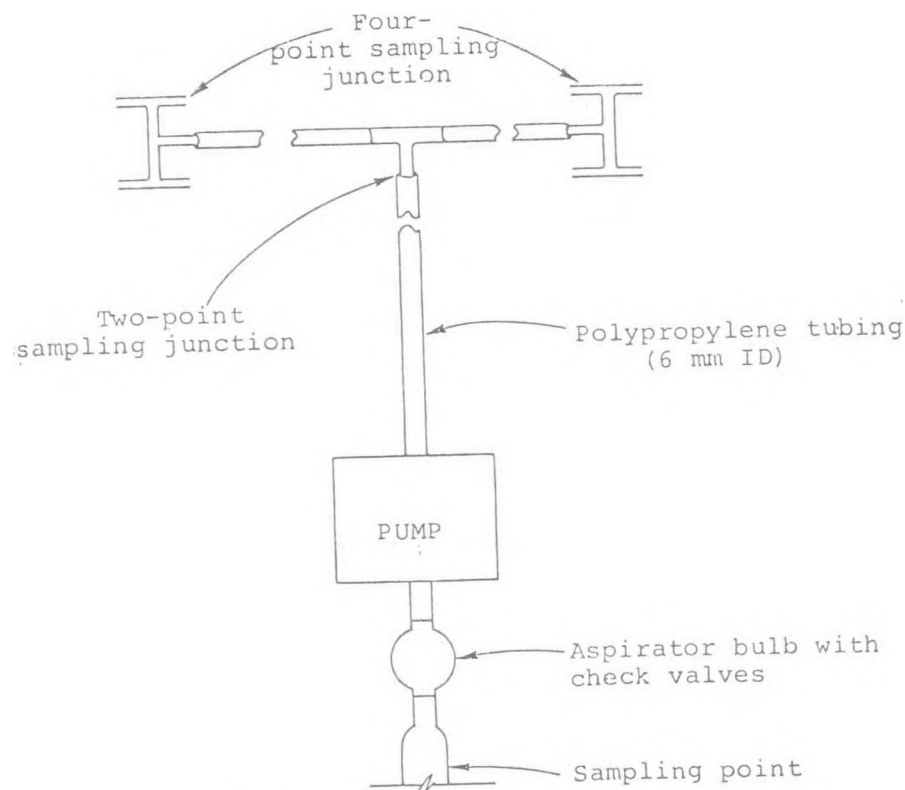 Four-
point sampling
junction
Two-point
sampling junction
Polypropylene tubing
(6 mm ID)
PUMP
Aspirator bulb with
check valves
Sampling point